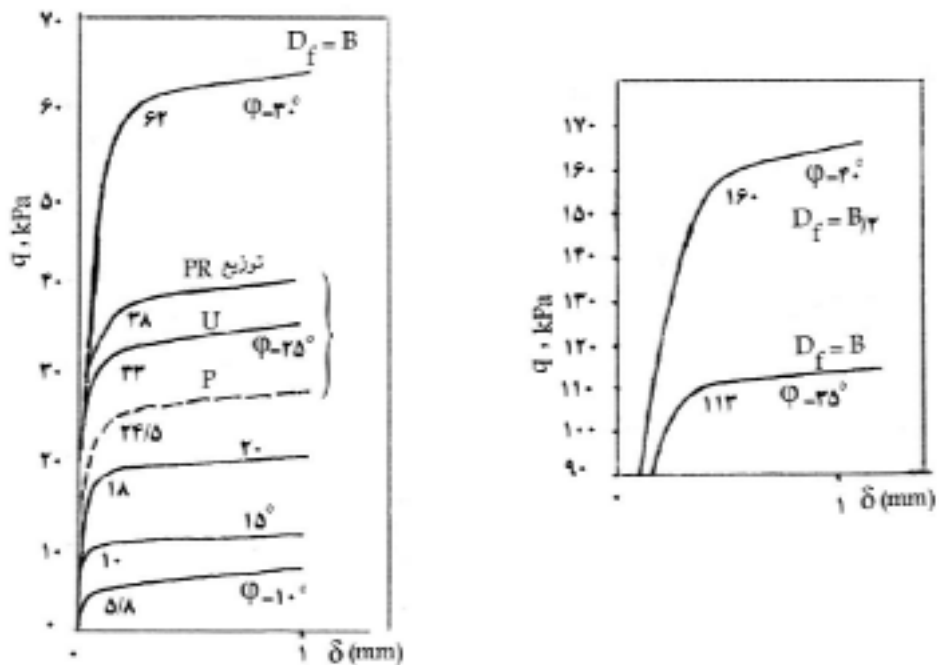 ۷۰
D_f = B
۶۰
φ=۳۰°
۶۲
۵۰
q , kPa
۴۰
توزیع PR
۳۸
U
φ=۲۵°
۳۳
۳۰
P
۲۴/۵
۲۰
۲۰
۱۸
۱۵°
۱۰
۱۰
φ=۱۰°
۵/۸
۰
۰
۱
δ (mm)
۱۷۰
۱۶۰
φ=۴۰°
۱۶۰
۱۵۰
D_f = B/۲
۱۴۰
۱۳۰
q , kPa
۱۲۰
D_f = B
۱۱۰
φ=۳۵°
۱۱۳
۱۰۰
۹۰
۰
۱
δ (mm)